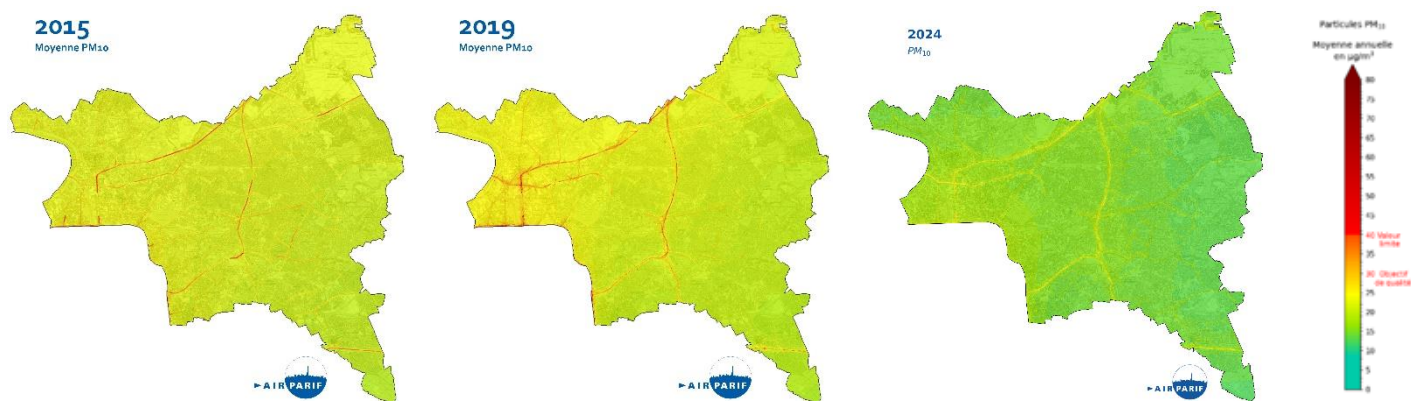 2015
Moyenne PM10
2019
Moyenne PM10
2024
PM10
Particules PM10
Moyenne annuelle
en µg/m³
80
75
70
65
60
55
50
45
40 Valeur
limite
35
30 Objectif
de qualité
25
20
15
10
5
0
AIRPARIF
AIRPARIF
AIRPARIF